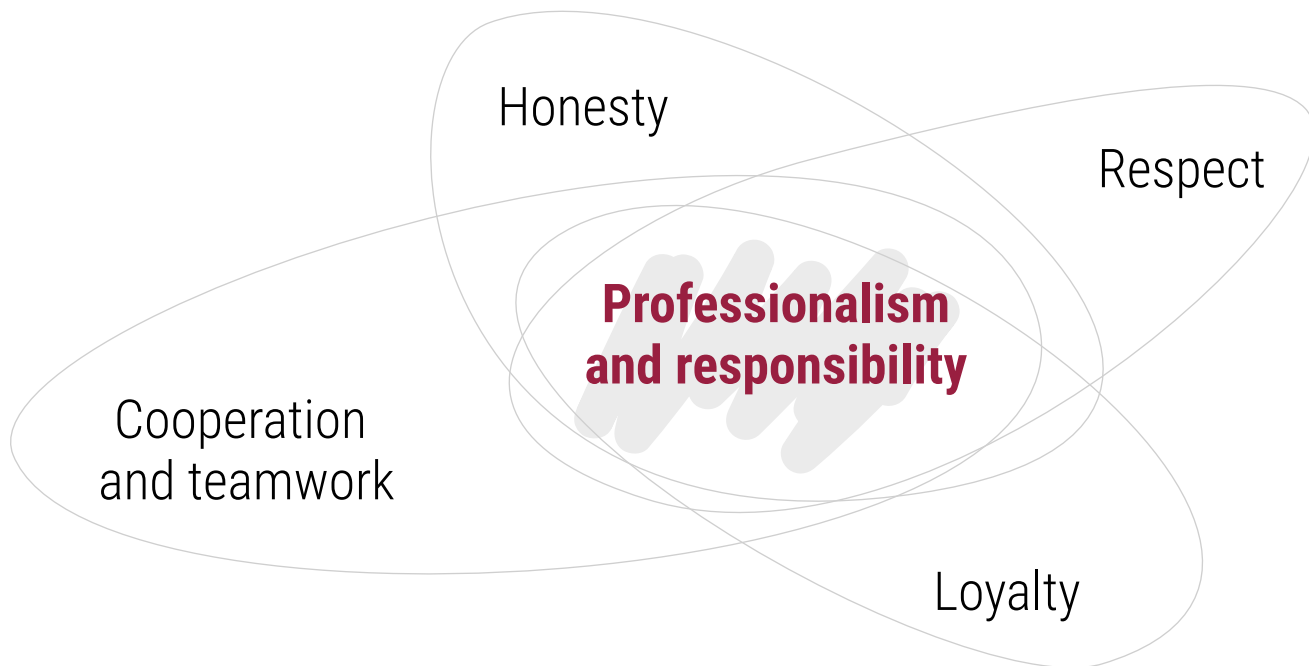 Honesty
Respect
Professionalism
and responsibility
Cooperation
and teamwork
Loyalty